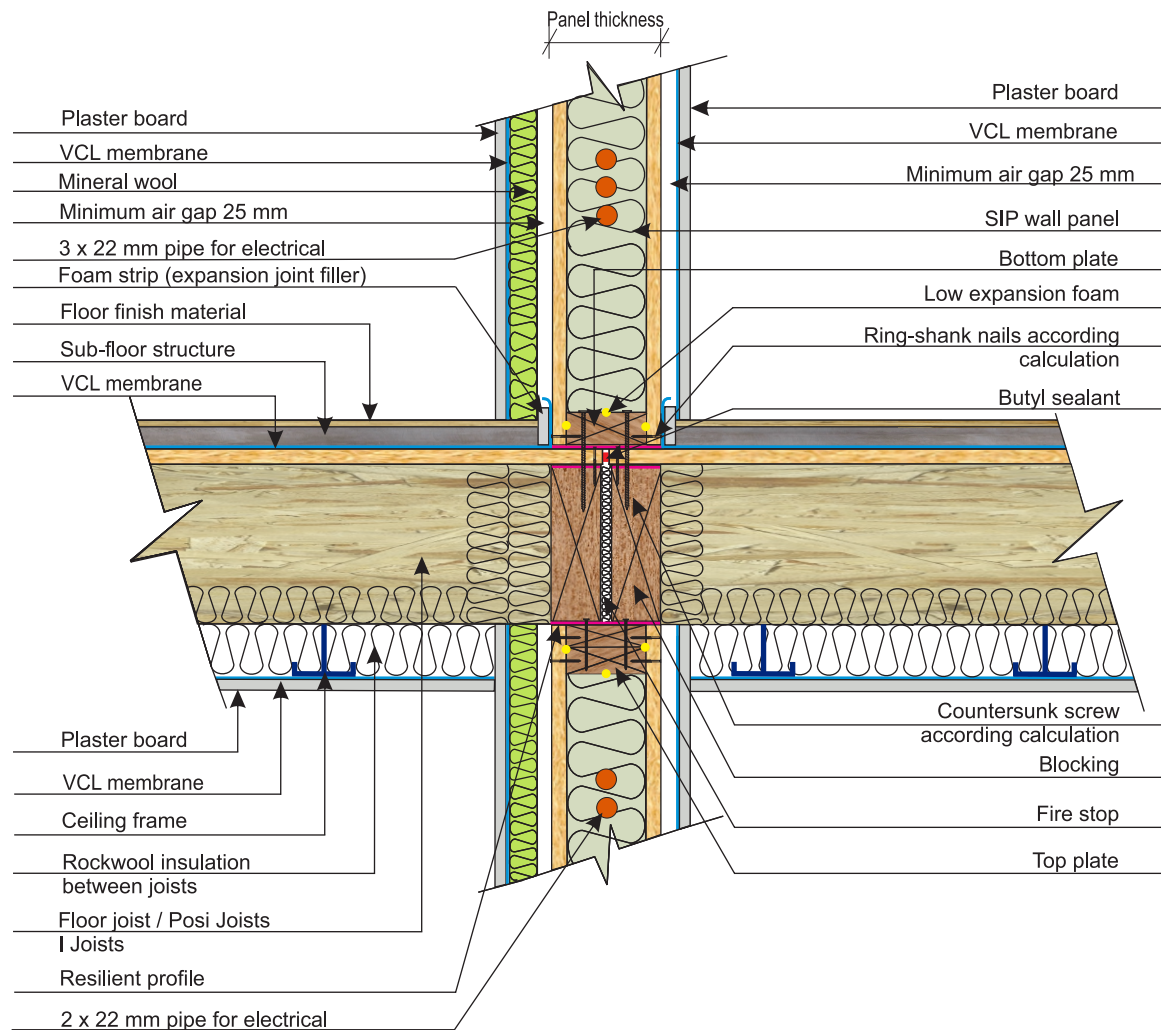 Panel thickness
Plaster board
VCL membrane
Mineral wool
Minimum air gap 25 mm
3 x 22 mm pipe for electrical
Foam strip (expansion joint filler)
Floor finish material
Sub-floor structure
VCL membrane
Plaster board
VCL membrane
Minimum air gap 25 mm
SIP wall panel
Bottom plate
Low expansion foam
Ring-shank nails according
calculation
Butyl sealant
Plaster board
VCL membrane
Ceiling frame
Rockwool insulation
between joists
Floor joist / Posi Joists
I Joists
Resilient profile
2 x 22 mm pipe for electrical
Countersunk screw
according calculation
Blocking
Fire stop
Top plate